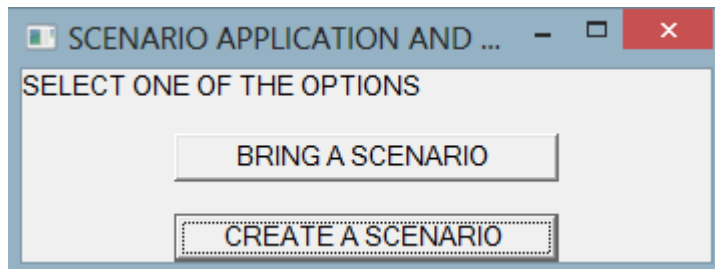 SCENARIO APPLICATION AND ...
SELECT ONE OF THE OPTIONS
BRING A SCENARIO
CREATE A SCENARIO